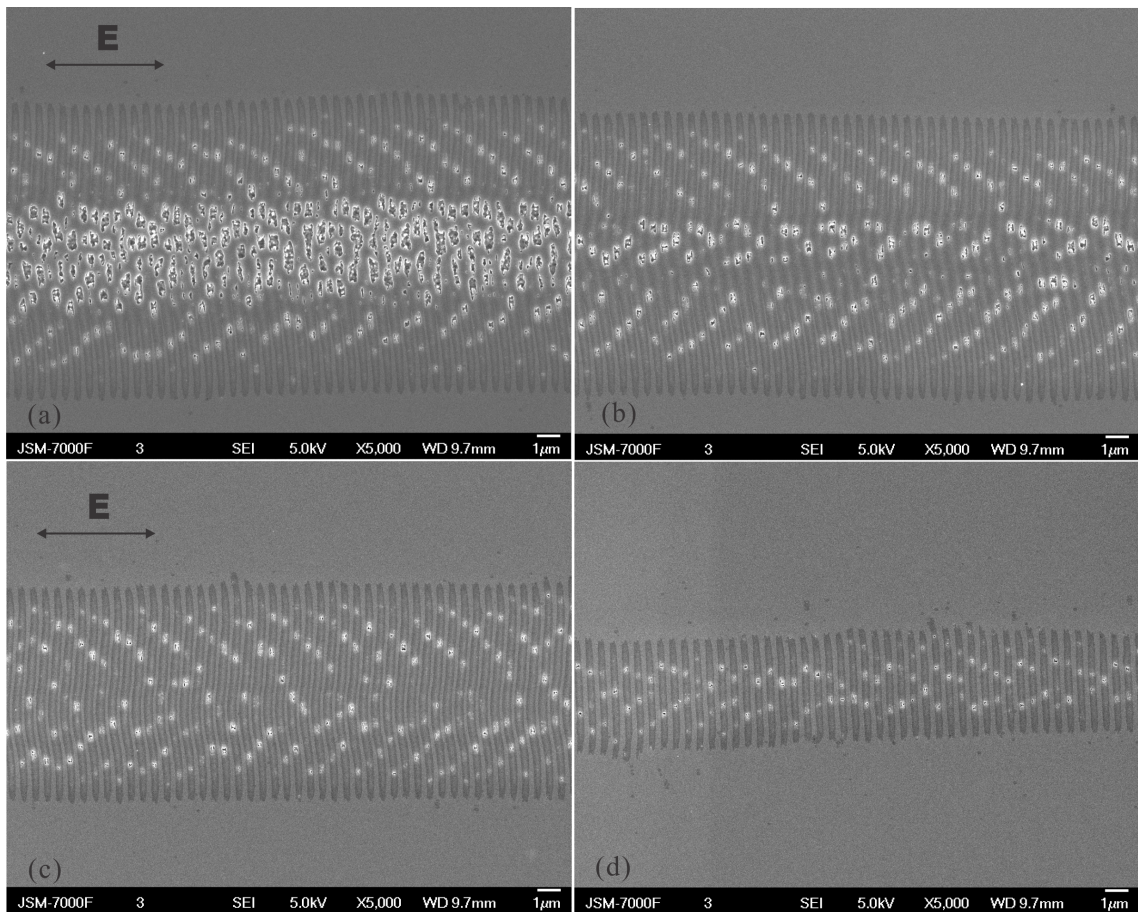 E
(a)
JSM-7000F 3 SEI 5.0kV X5,000 WD 9.7mm 1µm
(b)
JSM-7000F 3 SEI 5.0kV X5,000 WD 9.7mm 1µm
E
(c)
JSM-7000F 3 SEI 5.0kV X5,000 WD 9.7mm 1µm
(d)
JSM-7000F 3 SEI 5.0kV X5,000 WD 9.7mm 1µm